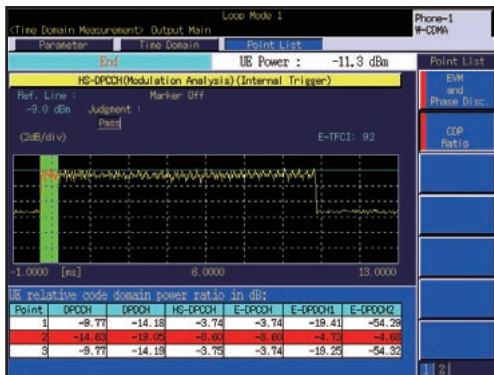 Loop Mode 1
<Time Domain Measurement> Output Main
Phone-1
W-CDMA
Parameter Time Domain Point List
End UE Power : -11.3 dBm Point List
HS-DPCCH(Modulation Analysis)(Internal Trigger)
Ref. Line : Marker Off
-9.0 dBm Judgment :
Pass
(2dB/div) E-TFCI: 92
EVM
and
Phase Disc.
CDP
Ratio
-1.0000 [ms] 6.0000 13.0000
UE relative code domain power ratio in dB:
Point DPCCH DPDCH HS-DPCCH E-DPCCH E-DPDCH1 E-DPDCH2
1 -9.77 -14.18 -3.74 -3.74 -19.41 -54.29
2 -14.63 -19.05 -8.60 -8.60 -4.73 -4.68
3 -9.77 -14.19 -3.75 -3.74 -19.25 -54.32
1 2